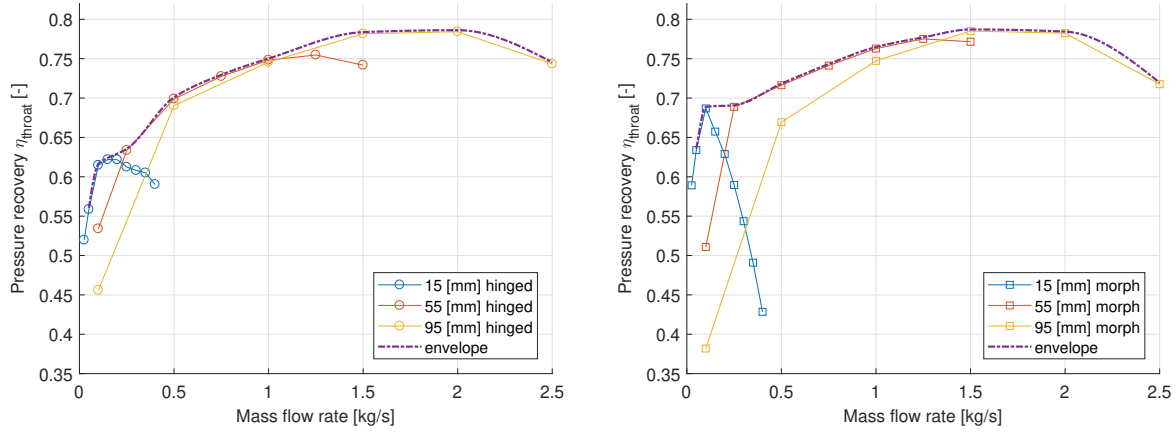 Pressure recovery η_throat [-]
0.8
0.75
0.7
0.65
0.6
0.55
0.5
0.45
0.4
0.35
0 0.5 1 1.5 2 2.5
Mass flow rate [kg/s]
15 [mm] hinged
55 [mm] hinged
95 [mm] hinged
envelope
Pressure recovery η_throat [-]
0.8
0.75
0.7
0.65
0.6
0.55
0.5
0.45
0.4
0.35
0 0.5 1 1.5 2 2.5
Mass flow rate [kg/s]
15 [mm] morph
55 [mm] morph
95 [mm] morph
envelope